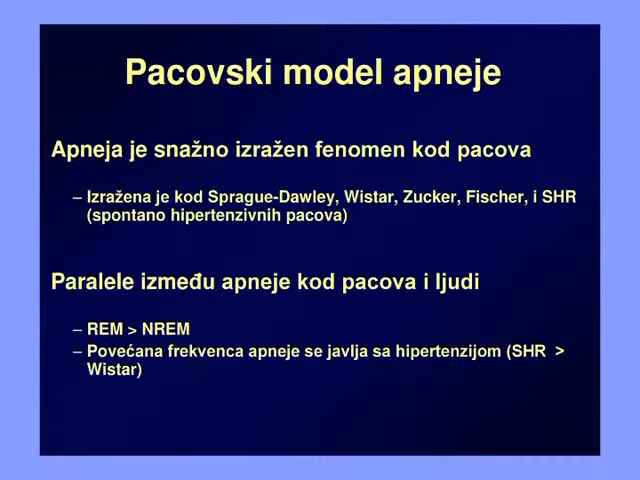 Pacovski model apneje
Apneja je snažno izražen fenomen kod pacova
– Izražena je kod Sprague-Dawley, Wistar, Zucker, Fischer, i SHR
(spontano hipertenzivnih pacova)
Paralele između apneje kod pacova i ljudi
– REM > NREM
– Povećana frekvenca apneje se javlja sa hipertenzijom (SHR >
Wistar)